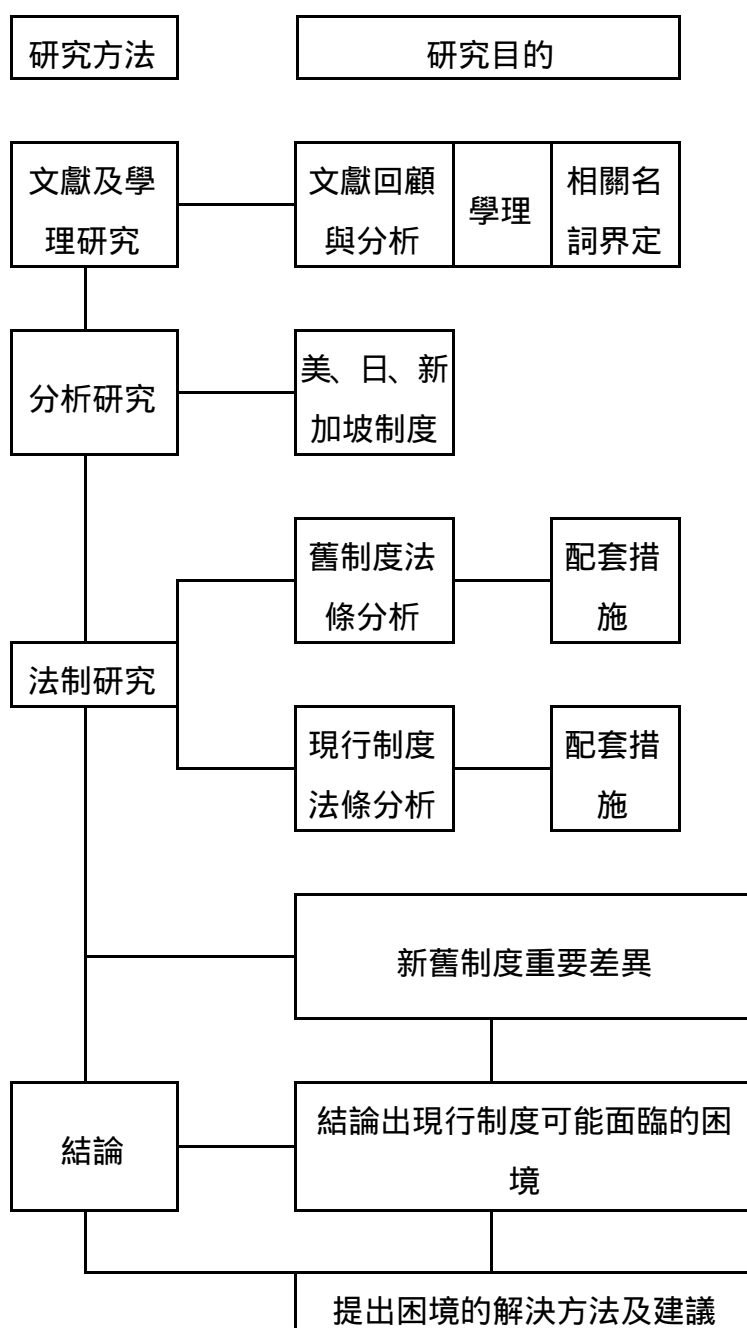 研究方法
研究目的
文獻及學
理研究
文獻回顧
與分析
學理
相關名
詞界定
分析研究
美、日、新
加坡制度
法制研究
舊制度法
條分析
配套措
施
現行制度
法條分析
配套措
施
新舊制度重要差異
結論
結論出現行制度可能面臨的困
境
提出困境的解決方法及建議